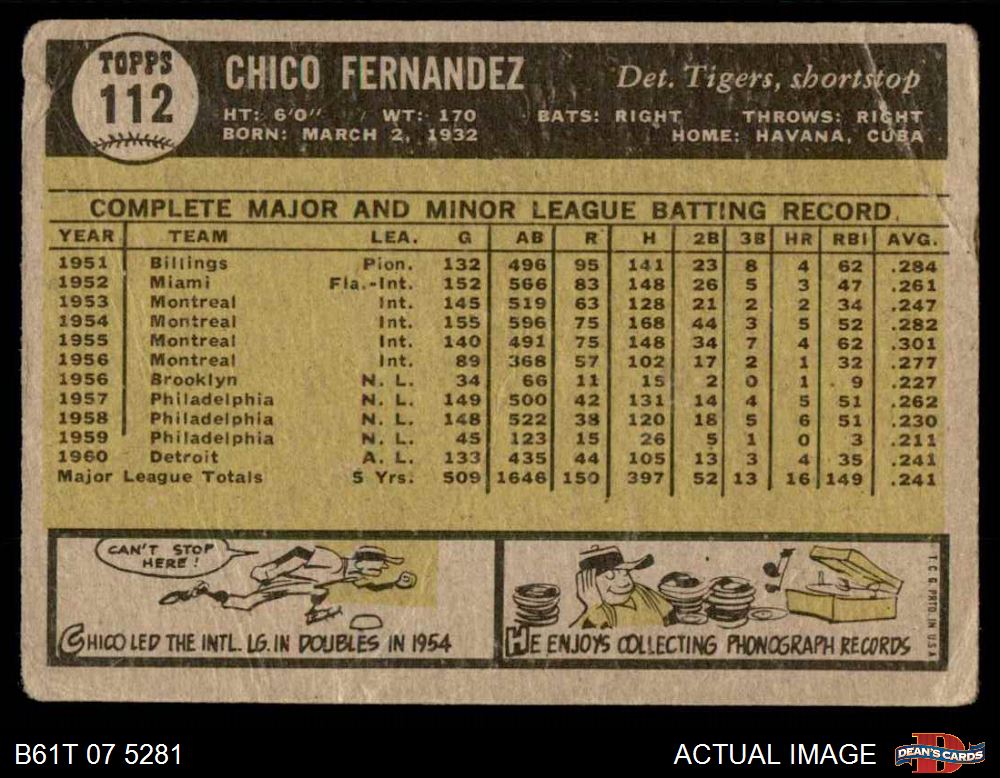 TOPPS
112
CHICO FERNANDEZ Det. Tigers, shortstop
HT: 6'0" WT: 170 BATS: RIGHT THROWS: RIGHT
BORN: MARCH 2, 1932 HOME: HAVANA, CUBA
COMPLETE MAJOR AND MINOR LEAGUE BATTING RECORD
YEAR TEAM LEA. G AB R H 2B 3B HR RBI AVG.
1951 Billings Pion. 132 496 95 141 23 8 4 62 .284
1952 Miami Fla.-Int. 152 566 83 148 26 5 3 47 .261
1953 Montreal Int. 145 519 63 128 21 2 2 34 .247
1954 Montreal Int. 155 596 75 168 44 3 5 52 .282
1955 Montreal Int. 140 491 75 148 34 7 4 62 .301
1956 Montreal Int. 89 368 57 102 17 2 1 32 .277
1956 Brooklyn N. L. 34 66 11 15 2 0 1 9 .227
1957 Philadelphia N. L. 149 500 42 131 14 4 5 51 .262
1958 Philadelphia N. L. 148 522 38 120 18 5 6 51 .230
1959 Philadelphia N. L. 45 123 15 26 5 1 0 3 .211
1960 Detroit A. L. 133 435 44 105 13 3 4 35 .241
Major League Totals 5 Yrs. 509 1646 150 397 52 13 16 149 .241
CAN'T STOP
HERE!
CHICO LED THE INTL. LG. IN DOUBLES IN 1954
HE ENJOYS COLLECTING PHONOGRAPH RECORDS
T. C. G. PRTD. IN U.S.A.
B61T 07 5281 ACTUAL IMAGE
DEAN'S CARDS